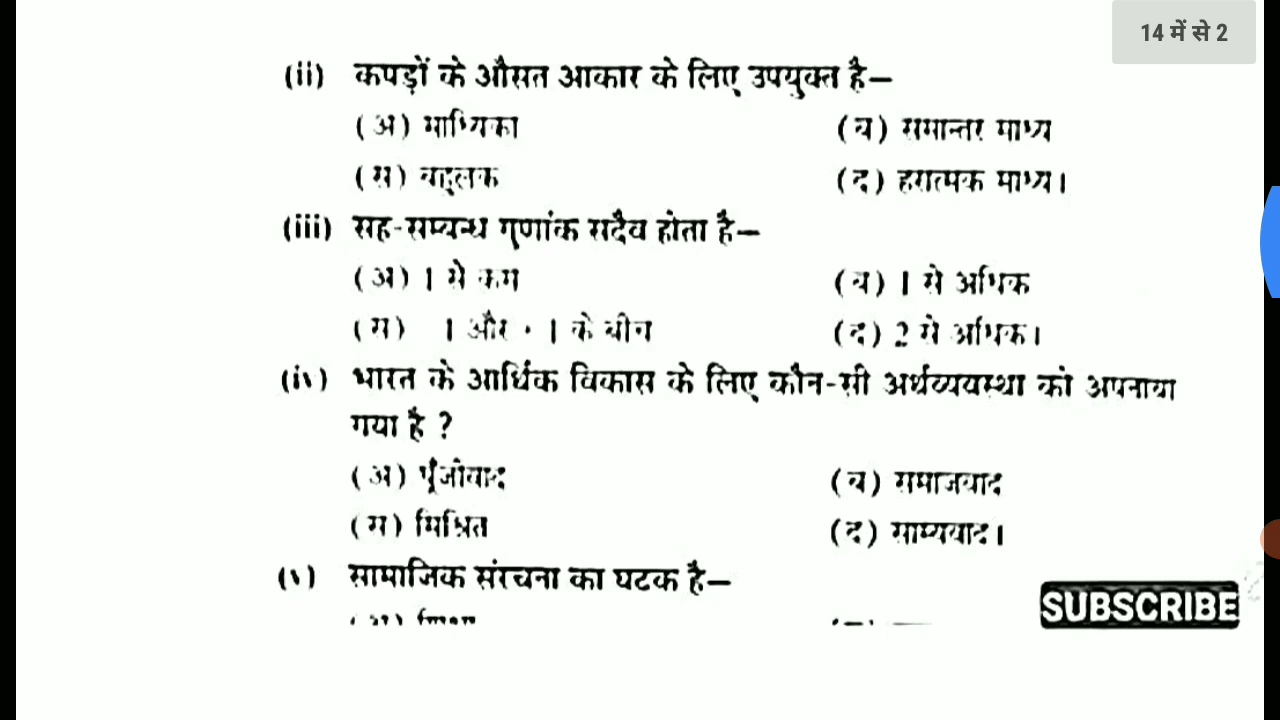 14 में से 2
(ii) कपड़ों के औसत आकार के लिए उपयुक्त है—
(अ) माध्यिका (ब) समान्तर माध्य
(स) बहुलक (द) हरात्मक माध्य।
(iii) सह-सम्बन्ध गुणांक सदैव होता है—
(अ) 1 से कम (ब) 1 से अधिक
(स) 1 और 1 के बीच (द) 2 से अधिक।
(iv) भारत के आर्थिक विकास के लिए कौन-सी अर्थव्यवस्था को अपनाया
गया है ?
(अ) पूँजीवाद (ब) समाजवाद
(स) मिश्रित (द) साम्यवाद।
(v) सामाजिक संरचना का घटक है—
SUBSCRIBE